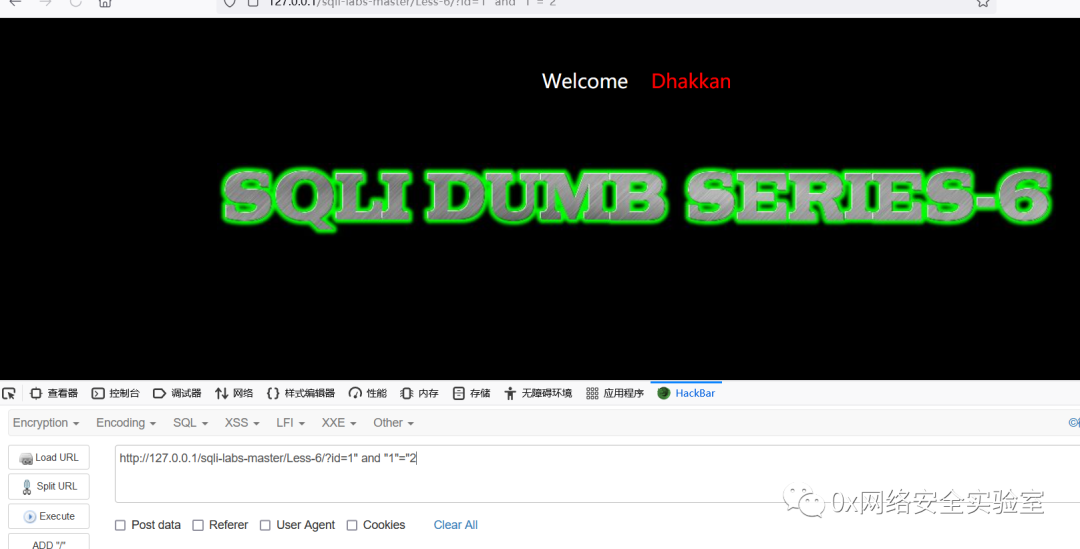 127.0.0.1/sqli-labs-master/Less-6/?id=1" and "1"="2
Welcome Dhakkan
SQLI DUMB SERIES-6
查看器 控制台 调试器 网络 {} 样式编辑器 性能 内存 存储 无障碍环境 应用程序 HackBar
Encryption Encoding SQL XSS LFI XXE Other
Load URL
http://127.0.0.1/sqli-labs-master/Less-6/?id=1" and "1"="2
Split URL
Execute
0x网络安全实验室
Post data Referer User Agent Cookies Clear All
ADD "/"